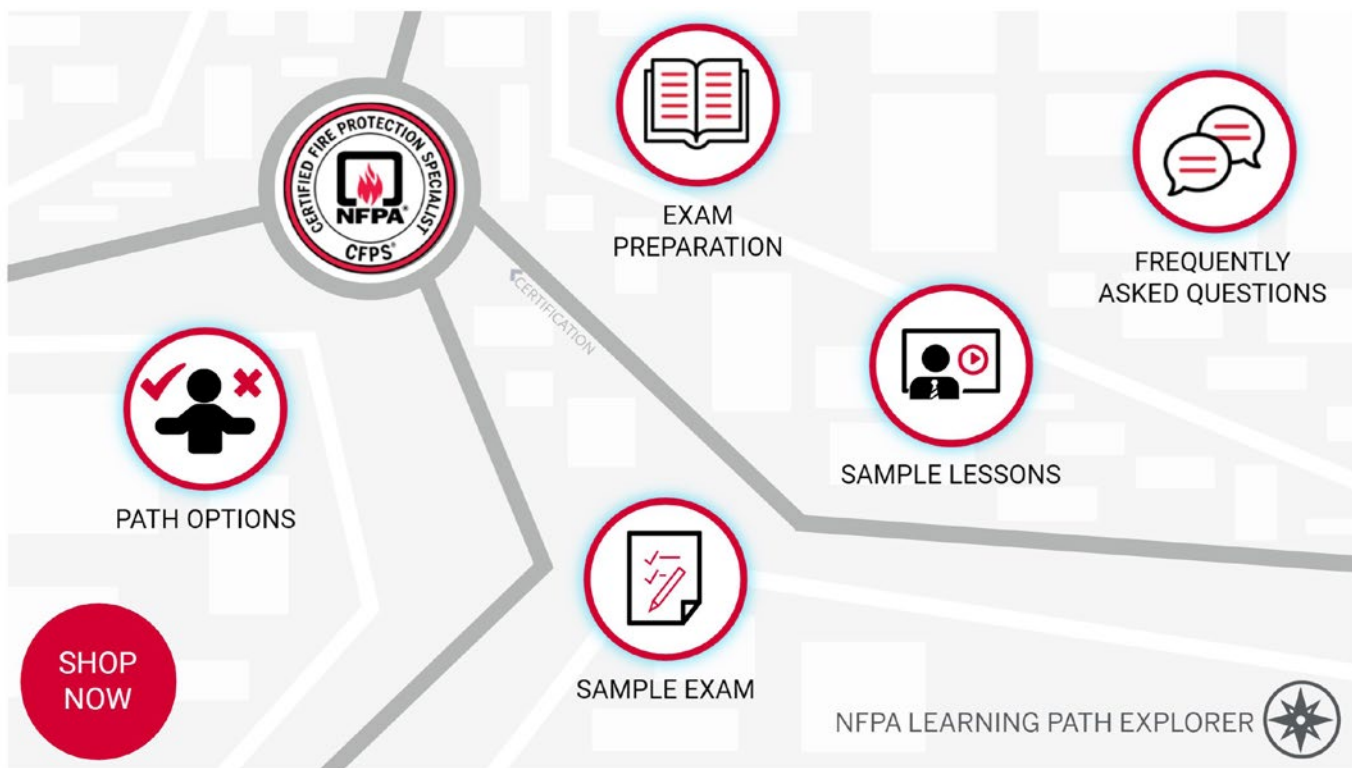 CERTIFIED FIRE PROTECTION SPECIALIST
NFPA®
CFPS®
EXAM
PREPARATION
FREQUENTLY
ASKED QUESTIONS
CERTIFICATION
SAMPLE LESSONS
PATH OPTIONS
SHOP
NOW
SAMPLE EXAM
NFPA LEARNING PATH EXPLORER